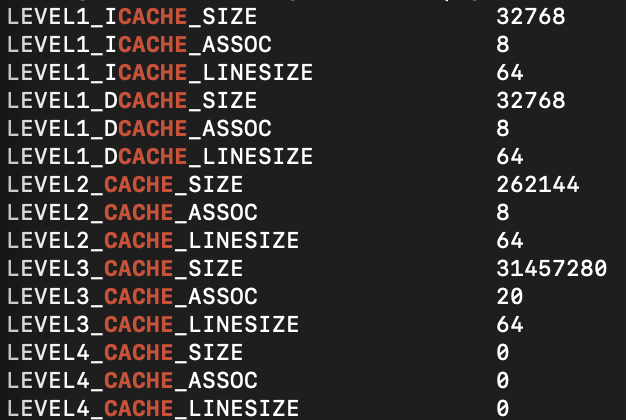 LEVEL1_ICACHE_SIZE 32768
LEVEL1_ICACHE_ASSOC 8
LEVEL1_ICACHE_LINESIZE 64
LEVEL1_DCACHE_SIZE 32768
LEVEL1_DCACHE_ASSOC 8
LEVEL1_DCACHE_LINESIZE 64
LEVEL2_CACHE_SIZE 262144
LEVEL2_CACHE_ASSOC 8
LEVEL2_CACHE_LINESIZE 64
LEVEL3_CACHE_SIZE 31457280
LEVEL3_CACHE_ASSOC 20
LEVEL3_CACHE_LINESIZE 64
LEVEL4_CACHE_SIZE 0
LEVEL4_CACHE_ASSOC 0
LEVEL4_CACHE_LINESIZE 0